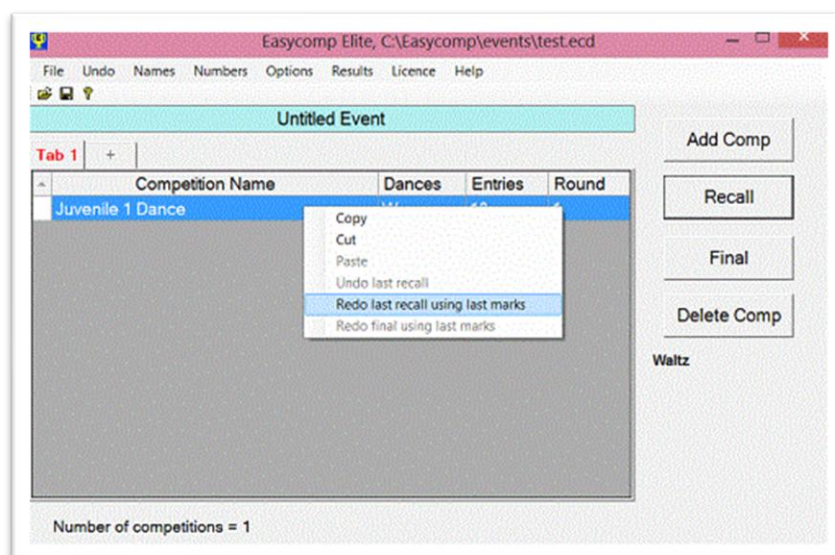 Easycomp Elite, C:\Easycomp\events\test.ecd
File Undo Names Numbers Options Results Licence Help
Untitled Event
Tab 1 +
Competition Name Dances Entries Round
Juvenile 1 Dance
Copy
Cut
Paste
Undo last recall
Redo last recall using last marks
Redo final using last marks
Add Comp
Recall
Final
Delete Comp
Waltz
Number of competitions = 1